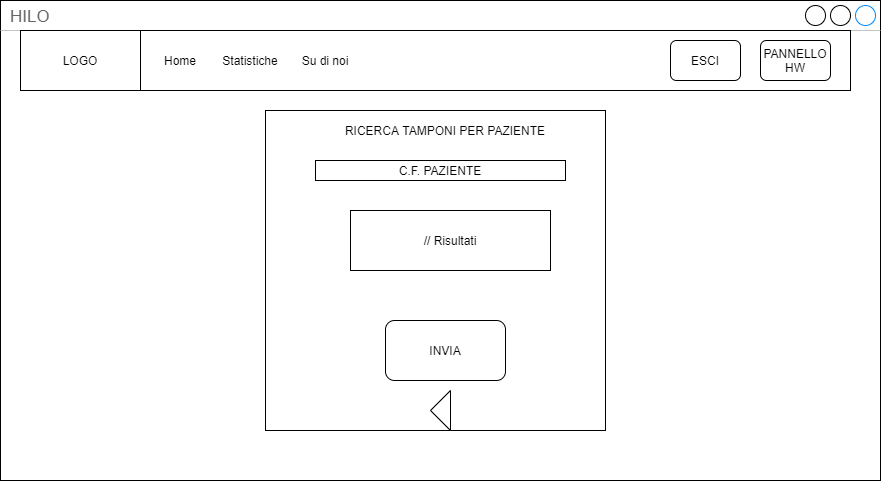 HILO
LOGO
Home
Statistiche
Su di noi
ESCI
PANNELLO
HW
RICERCA TAMPONI PER PAZIENTE
C.F. PAZIENTE
// Risultati
INVIA